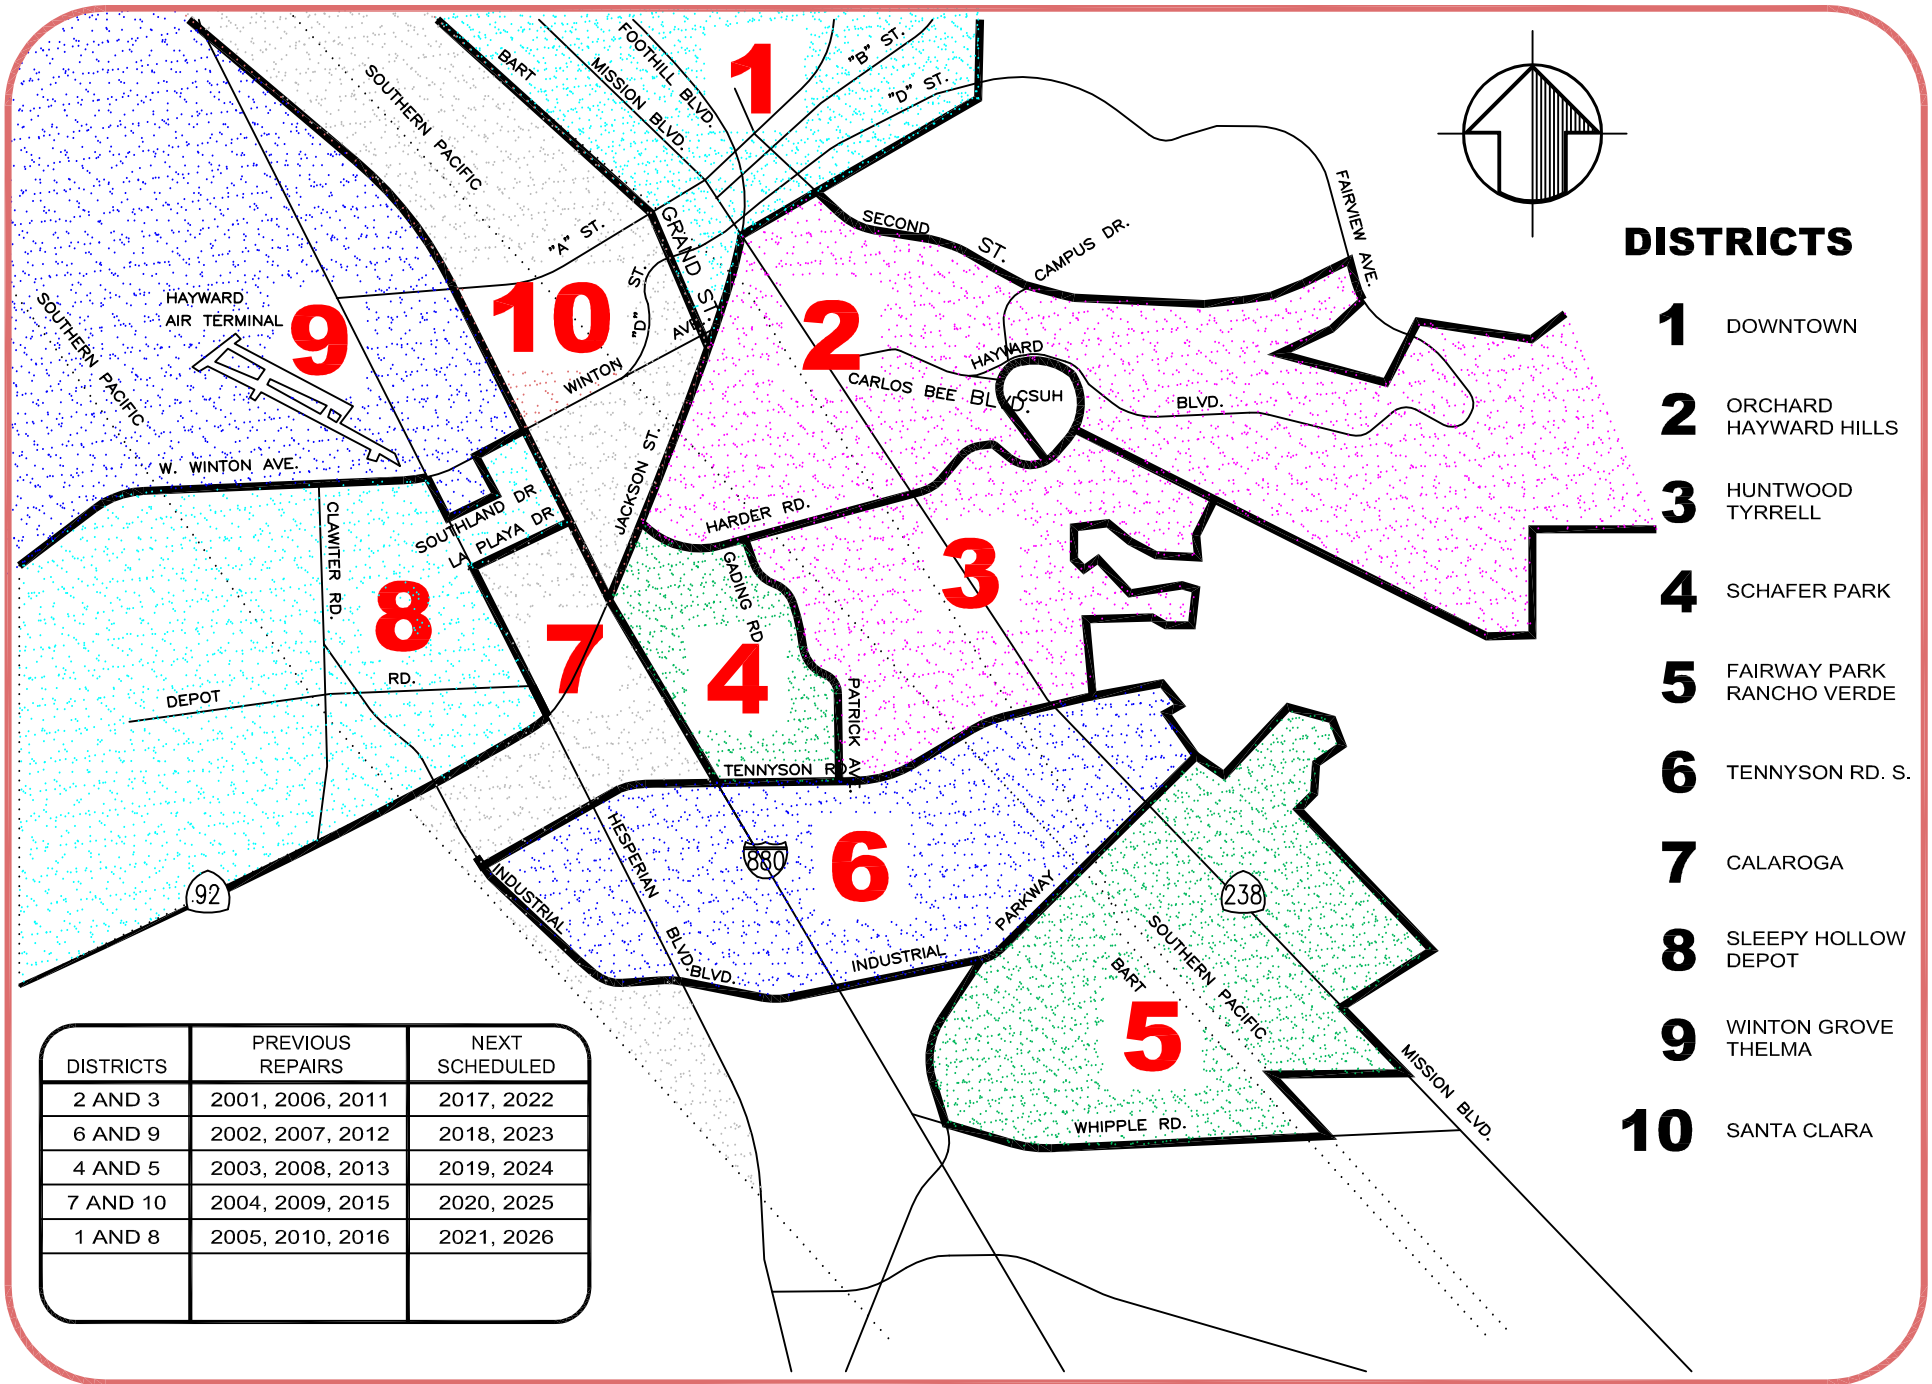 1
BART
FOOTHILL BLVD.
MISSION BLVD.
"B" ST.
"D" ST.
SOUTHERN PACIFIC
GRAND ST.
"A" ST.
SECOND ST.
CAMPUS DR.
FAIRVIEW AVE.
HAYWARD
AIR TERMINAL
9
10
"D" ST.
WINTON AVE.
2
HAYWARD BLVD.
CARLOS BEE BLVD.
CSUH
SOUTHERN PACIFIC
W. WINTON AVE.
JACKSON ST.
SOUTHLAND DR
LA PLAYA DR
HARDER RD.
CLAWITER RD.
GADING RD.
3
8
7
4
DEPOT RD.
PATRICK AV.
TENNYSON RD.
HESPERIAN BLVD.
880
6
92
INDUSTRIAL BLVD.
INDUSTRIAL PARKWAY
238
SOUTHERN PACIFIC
BART
5
MISSION BLVD.
WHIPPLE RD.
DISTRICTS
1 DOWNTOWN
2 ORCHARD
HAYWARD HILLS
3 HUNTWOOD
TYRRELL
4 SCHAFER PARK
5 FAIRWAY PARK
RANCHO VERDE
6 TENNYSON RD. S.
7 CALAROGA
8 SLEEPY HOLLOW
DEPOT
9 WINTON GROVE
THELMA
10 SANTA CLARA
DISTRICTS PREVIOUS REPAIRS NEXT SCHEDULED
2 AND 3 2001, 2006, 2011 2017, 2022
6 AND 9 2002, 2007, 2012 2018, 2023
4 AND 5 2003, 2008, 2013 2019, 2024
7 AND 10 2004, 2009, 2015 2020, 2025
1 AND 8 2005, 2010, 2016 2021, 2026